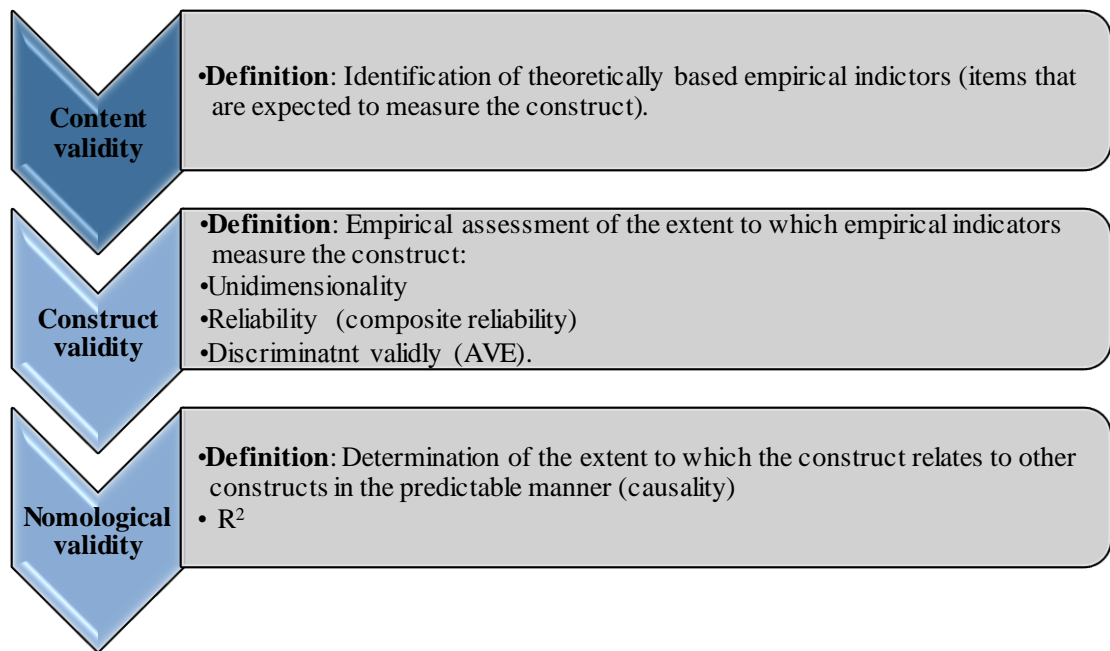 Content
validity
•Definition: Identification of theoretically based empirical indictors (items that
are expected to measure the construct).
Construct
validity
•Definition: Empirical assessment of the extent to which empirical indicators
measure the construct:
•Unidimensionality
•Reliability (composite reliability)
•Discriminatnt validly (AVE).
Nomological
validity
•Definition: Determination of the extent to which the construct relates to other
constructs in the predictable manner (causality)
• R²